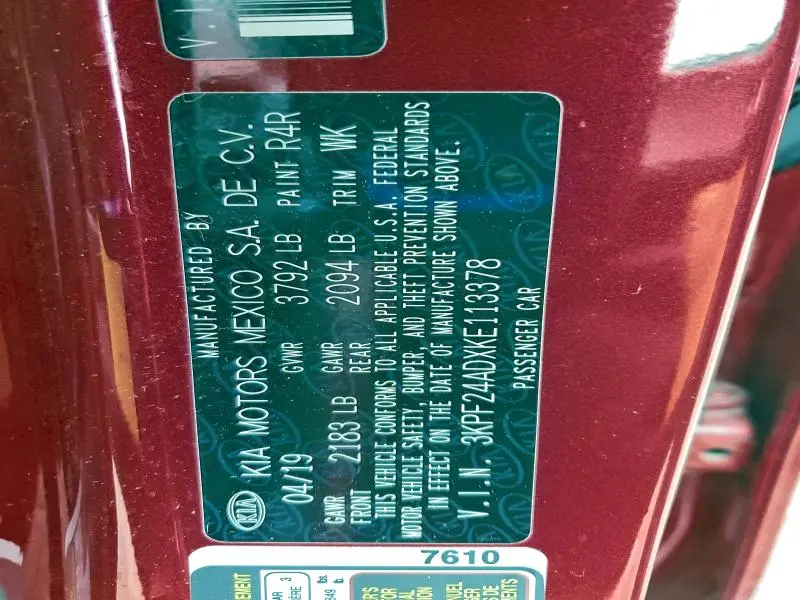 V. I
MANUFACTURED BY
KIA KIA MOTORS MEXICO S.A. DE C.V.
04/19 GVWR 3792 LB PAINT R4R
GAWR FRONT 2183 LB GAWR REAR 2094 LB TRIM WK
THIS VEHICLE CONFORMS TO ALL APPLICABLE U.S.A. FEDERAL
MOTOR VEHICLE SAFETY, BUMPER, AND THEFT PREVENTION STANDARDS
IN EFFECT ON THE DATE OF MANUFACTURE SHOWN ABOVE.
V.I.N. 3KPF24ADXKE113378
PASSENGER CAR
7610